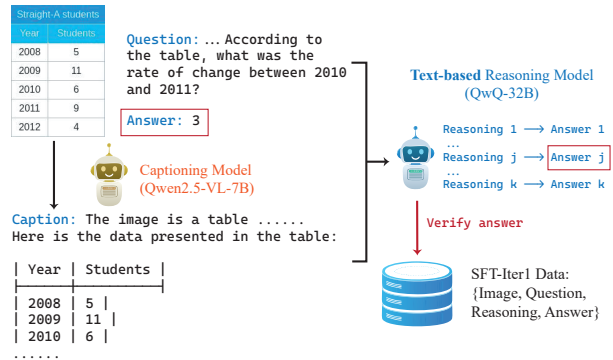 Straight-A students
Year Students
2008 5
2009 11
2010 6
2011 9
2012 4
Question: ... According to
the table, what was the
rate of change between 2010
and 2011?
Answer: 3
Captioning Model
(Qwen2.5-VL-7B)
Caption: The image is a table ......
Here is the data presented in the table:
| Year | Students |
|------|----------|
| 2008 | 5 |
| 2009 | 11 |
| 2010 | 6 |
......
Text-based Reasoning Model
(QwQ-32B)
Reasoning 1 → Answer 1
...
Reasoning j → Answer j
...
Reasoning k → Answer k
Verify answer
SFT-Iter1 Data:
{Image, Question,
Reasoning, Answer}